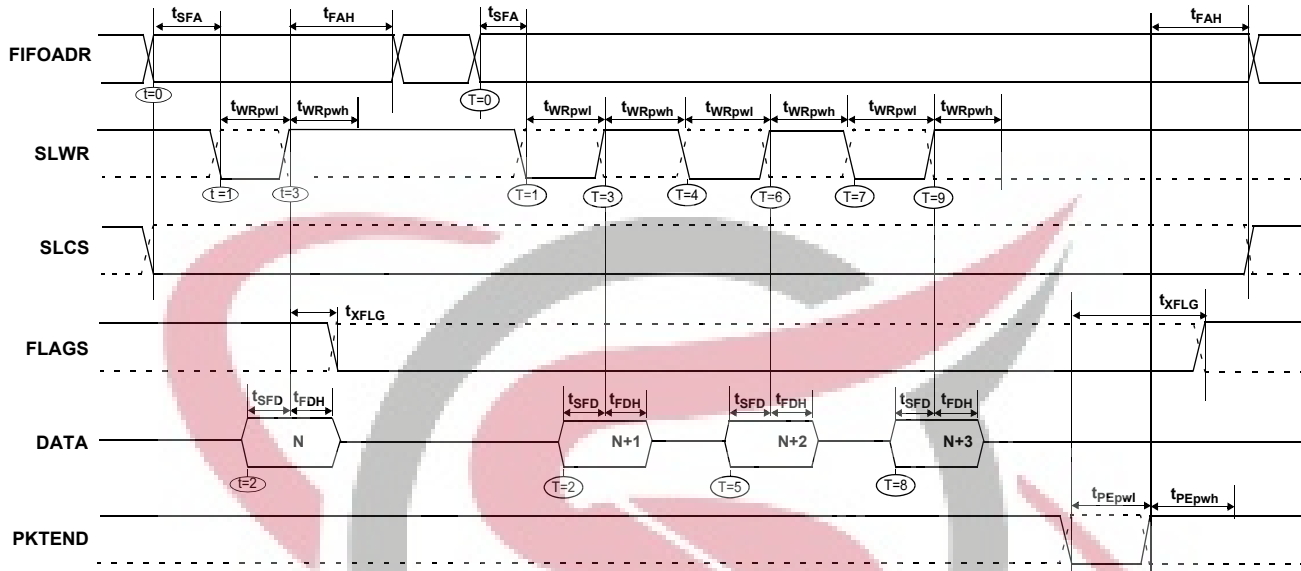 tSFA tFAH tSFA tFAH
FIFOADR
t=0 T=0
tWRpwl tWRpwh tWRpwl tWRpwh tWRpwl tWRpwh tWRpwl tWRpwh
SLWR
t=1 t=3 T=1 T=3 T=4 T=6 T=7 T=9
SLCS
tXFLG tXFLG
FLAGS
tSFD tFDH tSFD tFDH tSFD tFDH tSFD tFDH
DATA N N+1 N+2 N+3
t=2 T=2 T=5 T=8
tPEpwl tPEpwh
PKTEND